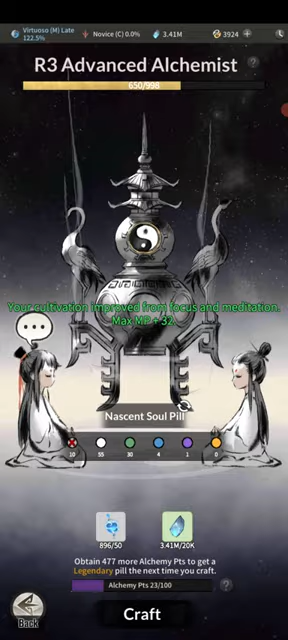 Virtuoso (M) Late
122.5%
Novice (C) 0.0%
3.41M
3924
+
R3 Advanced Alchemist
?
650/998
Your cultivation improved from focus and meditation.
Max MP + 32
Nascent Soul Pill
10 55 30 4 1 0
896/50
3.41M/20K
Obtain 477 more Alchemy Pts to get a
Legendary pill the next time you craft.
Alchemy Pts 23/100
?
Back
Craft